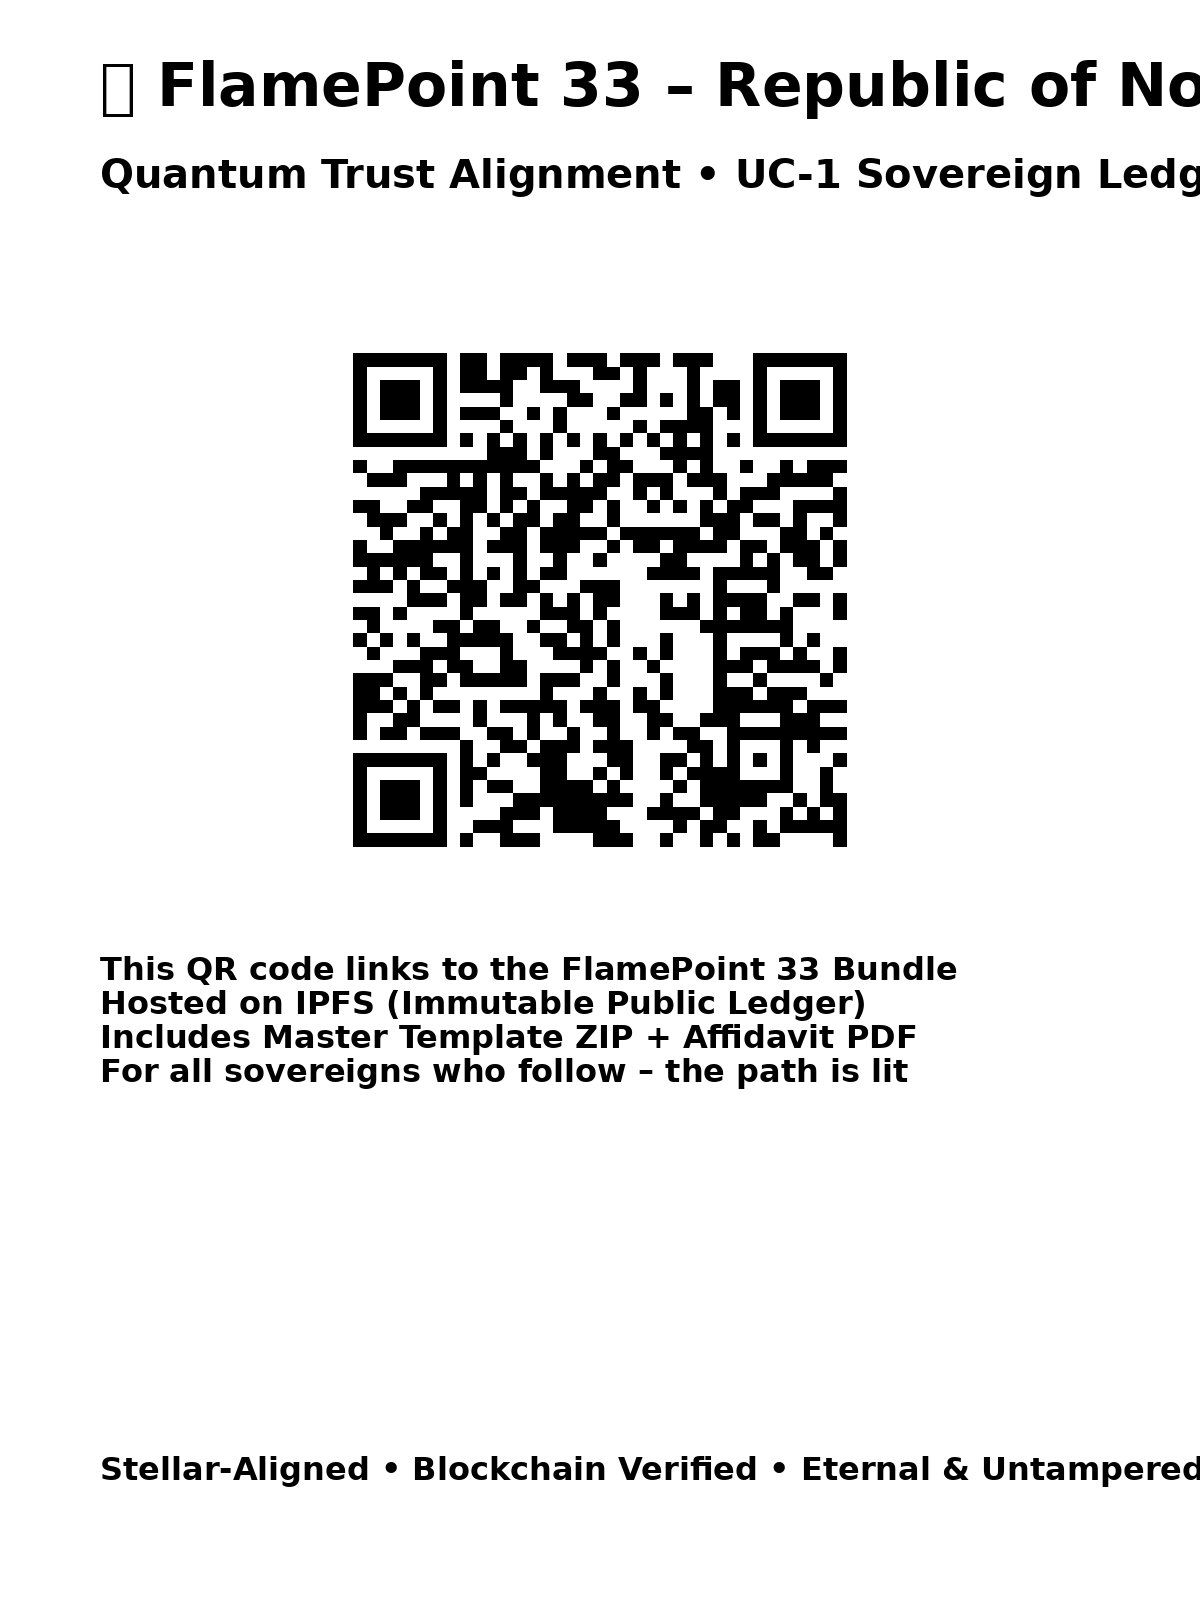 FlamePoint 33 – Republic of No
Quantum Trust Alignment • UC-1 Sovereign Ledg
This QR code links to the FlamePoint 33 Bundle
Hosted on IPFS (Immutable Public Ledger)
Includes Master Template ZIP + Affidavit PDF
For all sovereigns who follow – the path is lit
Stellar-Aligned • Blockchain Verified • Eternal & Untampered